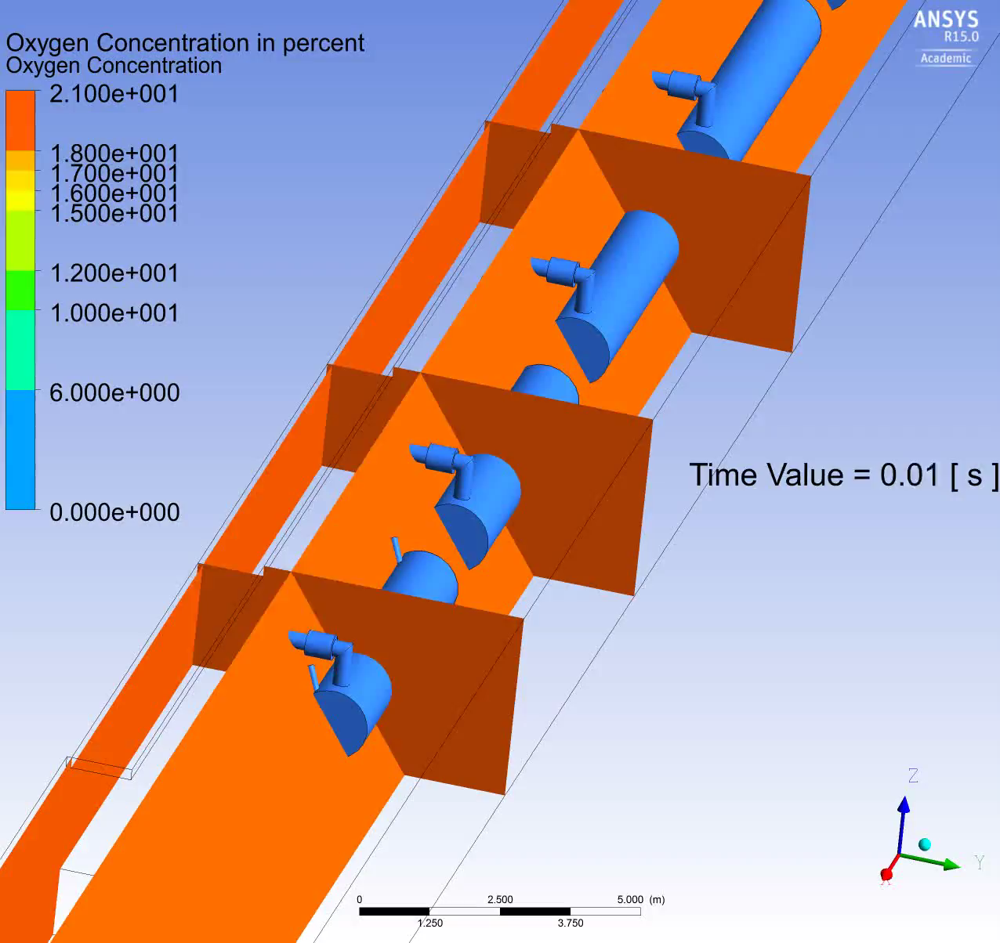 Oxygen Concentration in percent
Oxygen Concentration
2.100e+001
1.800e+001
1.700e+001
1.600e+001
1.500e+001
1.200e+001
1.000e+001
6.000e+000
0.000e+000
ANSYS
R15.0
Academic
Time Value = 0.01 [ s ]
Z
Y
X
0 2.500 5.000 (m)
1.250 3.750